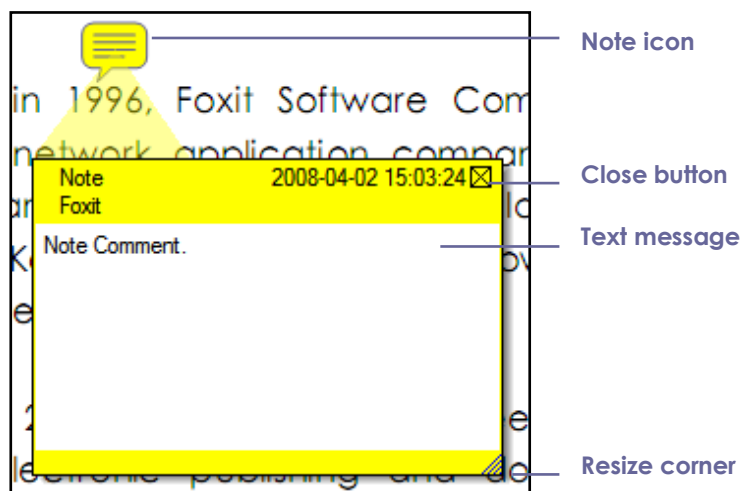 Note icon
in 1996, Foxit Software Com
network application compan
Close button
Note 2008-04-02 15:03:24
Foxit
Text message
Note Comment.
Resize corner
electronic publishing and de